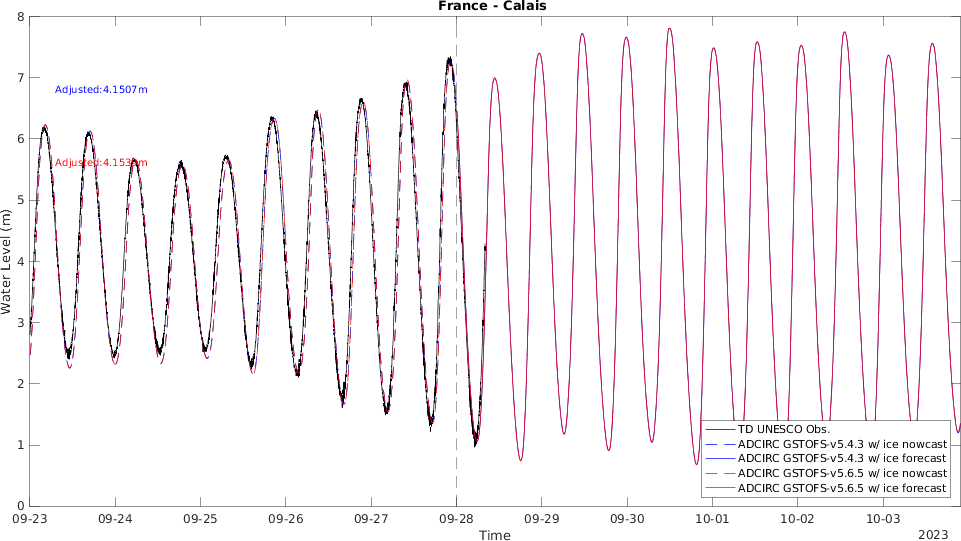 France - Calais
8
7
6
5
4
3
2
1
0
Water Level (m)
Adjusted:4.1507m
TD UNESCO Obs.
ADCIRC GSTOFS-v5.4.3 w/ ice nowcast
ADCIRC GSTOFS-v5.4.3 w/ ice forecast
ADCIRC GSTOFS-v5.6.5 w/ ice nowcast
ADCIRC GSTOFS-v5.6.5 w/ ice forecast
09-23 09-24 09-25 09-26 09-27 09-28 09-29 09-30 10-01 10-02 10-03
Time
2023